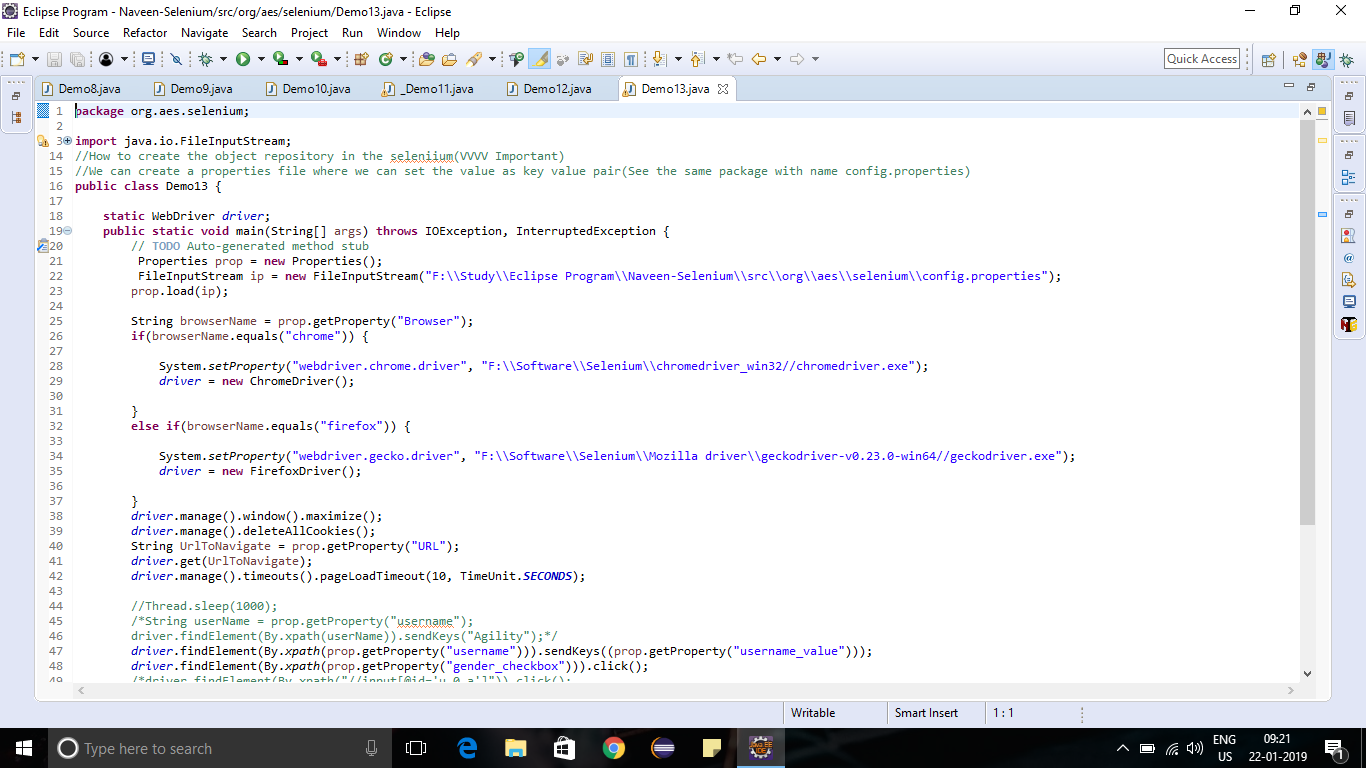 Eclipse Program - Naveen-Selenium/src/org/aes/selenium/Demo13.java - Eclipse
File Edit Source Refactor Navigate Search Project Run Window Help
Quick Access
Demo8.java Demo9.java Demo10.java _Demo11.java Demo12.java Demo13.java
1 package org.aes.selenium;
2
3 import java.io.FileInputStream;
14 //How to create the object repository in the seleniium(VVVV Important)
15 //We can create a properties file where we can set the value as key value pair(See the same package with name config.properties)
16 public class Demo13 {
17
18 static WebDriver driver;
19 public static void main(String[] args) throws IOException, InterruptedException {
20 // TODO Auto-generated method stub
21 Properties prop = new Properties();
22 FileInputStream ip = new FileInputStream("F:\\Study\\Eclipse Program\\Naveen-Selenium\\src\\org\\aes\\selenium\\config.properties");
23 prop.load(ip);
24
25 String browserName = prop.getProperty("Browser");
26 if(browserName.equals("chrome")) {
27
28 System.setProperty("webdriver.chrome.driver", "F:\\Software\\Selenium\\chromedriver_win32//chromedriver.exe");
29 driver = new ChromeDriver();
30
31 }
32 else if(browserName.equals("firefox")) {
33
34 System.setProperty("webdriver.gecko.driver", "F:\\Software\\Selenium\\Mozilla driver\\geckodriver-v0.23.0-win64//geckodriver.exe");
35 driver = new FirefoxDriver();
36
37 }
38 driver.manage().window().maximize();
39 driver.manage().deleteAllCookies();
40 String UrlToNavigate = prop.getProperty("URL");
41 driver.get(UrlToNavigate);
42 driver.manage().timeouts().pageLoadTimeout(10, TimeUnit.SECONDS);
43
44 //Thread.sleep(1000);
45 /*String userName = prop.getProperty("username");
46 driver.findElement(By.xpath(userName)).sendKeys("Agility");*/
47 driver.findElement(By.xpath(prop.getProperty("username"))).sendKeys((prop.getProperty("username_value")));
48 driver.findElement(By.xpath(prop.getProperty("gender_checkbox"))).click();
49 /*driver.findElement(By.xpath("//input[@id='u_0_a']")).click();
Writable Smart Insert 1 : 1
Type here to search
ENG
US
09:21
22-01-2019
1